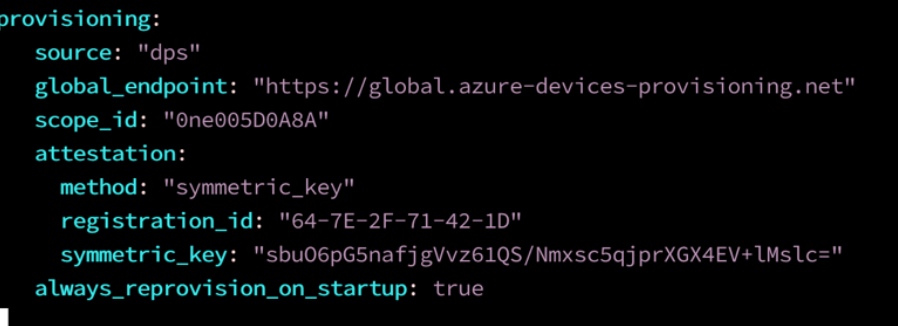 provisioning:
source: "dps"
global_endpoint: "https://global.azure-devices-provisioning.net"
scope_id: "0ne005D0A8A"
attestation:
method: "symmetric_key"
registration_id: "64-7E-2F-71-42-1D"
symmetric_key: "sbuO6pG5nafjgVvz61QS/Nmxsc5qjprXGX4EV+lMslc="
always_reprovision_on_startup: true